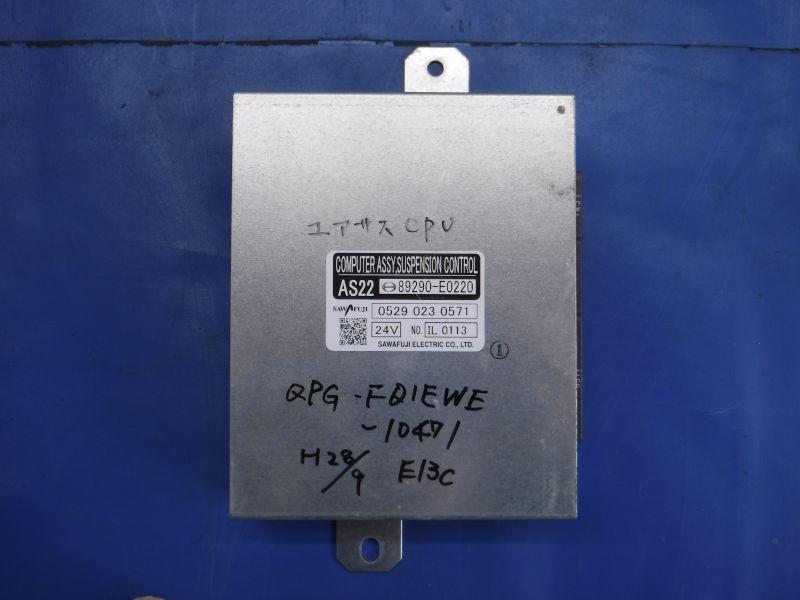 エアサス CPU
COMPUTER ASSY,SUSPENSION CONTROL
AS22 89290-E0220
SAWAFUJI 0529 023 0571
24V NO. IL 0113
SAWAFUJI ELECTRIC CO., LTD.
QPG-FQ1EWE
-10471
H28/9 E13C